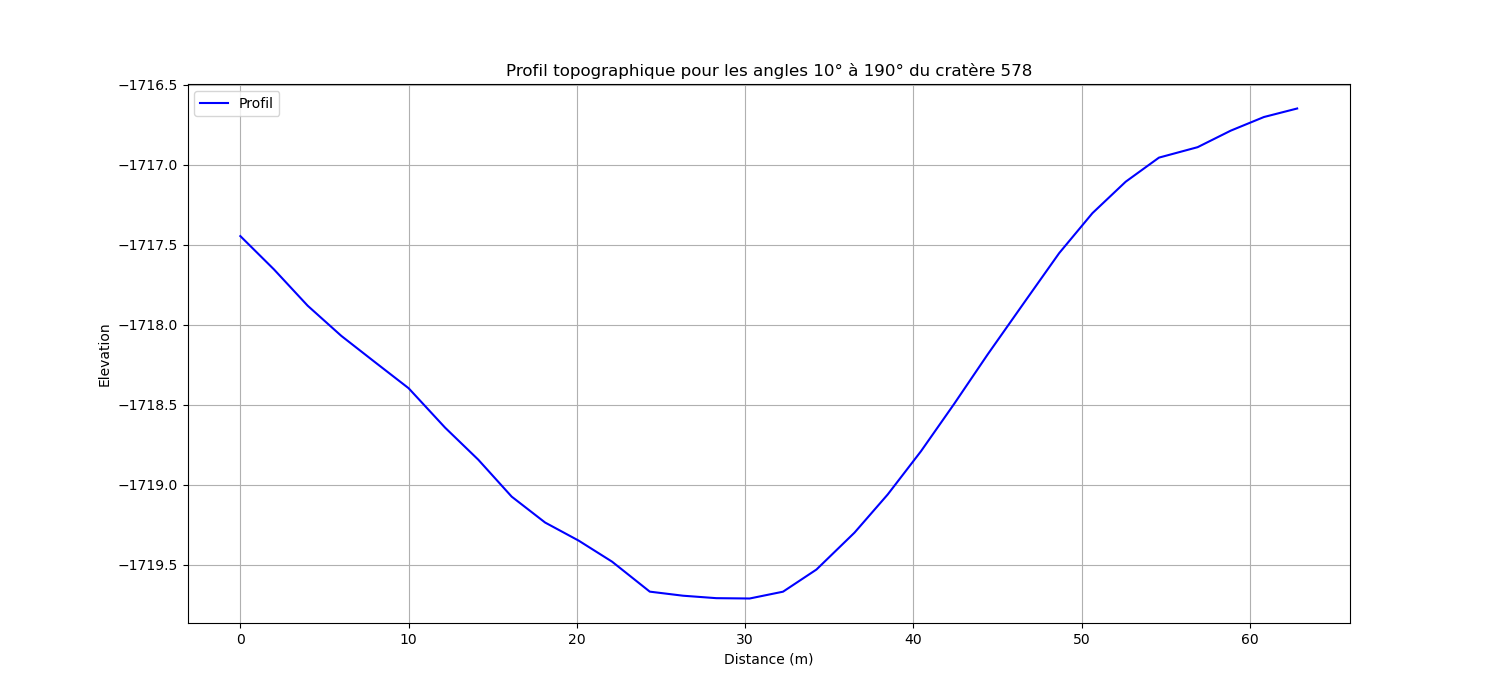 Profil topographique pour les angles 10° à 190° du cratère 578
Profil
Elevation
−1716.5
−1717.0
−1717.5
−1718.0
−1718.5
−1719.0
−1719.5
0 10 20 30 40 50 60
Distance (m)